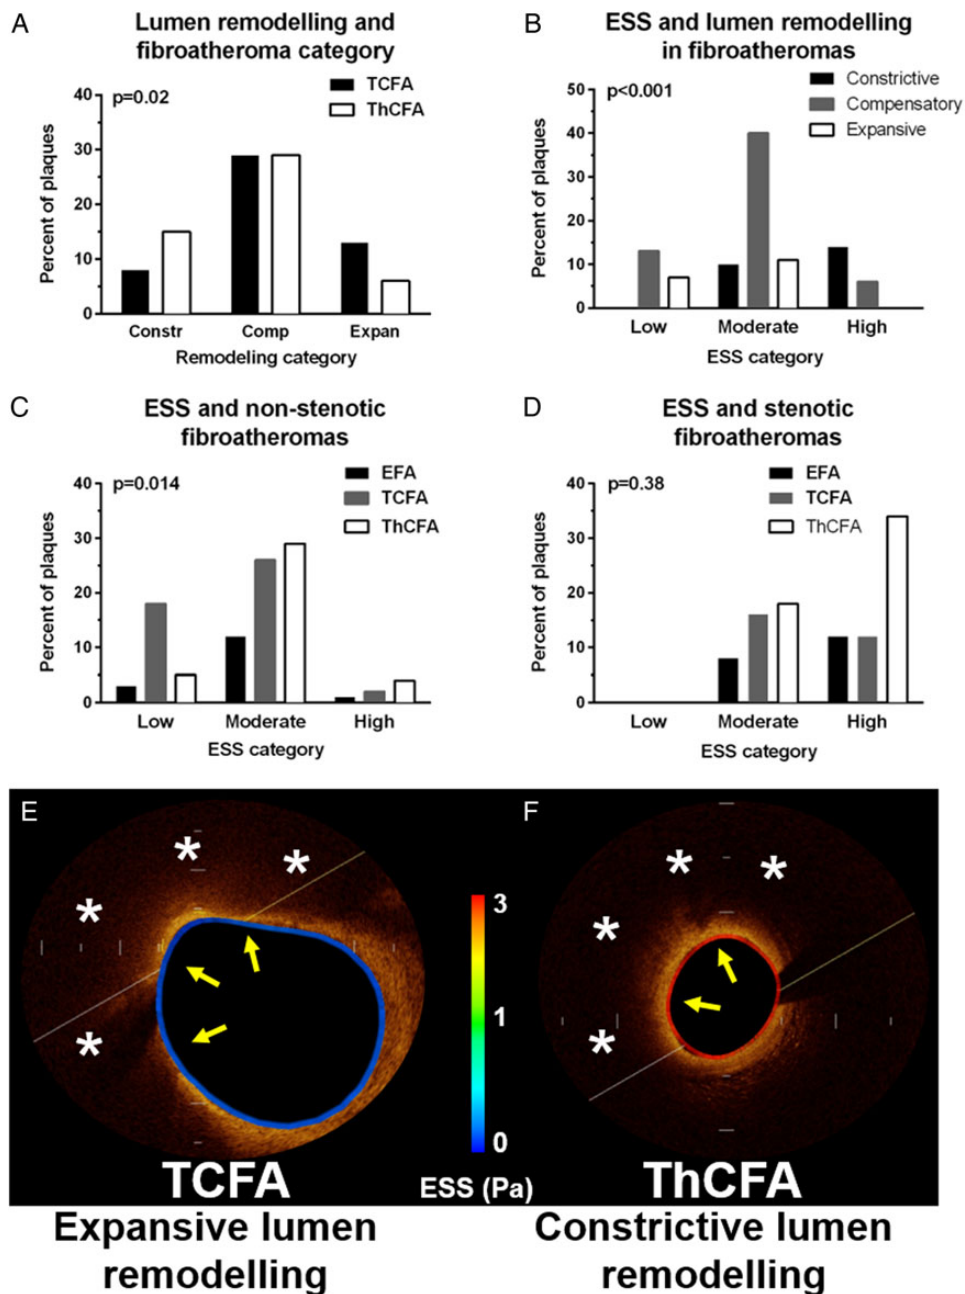 A
Lumen remodelling and
fibroatheroma category
p=0.02
TCFA
ThCFA
Percent of plaques
40
30
20
10
0
Constr Comp Expan
Remodeling category
B
ESS and lumen remodelling
in fibroatheromas
p<0.001
Constrictive
Compensatory
Expansive
Percent of plaques
50
40
30
20
10
0
Low Moderate High
ESS category
C
ESS and non-stenotic
fibroatheromas
p=0.014
EFA
TCFA
ThCFA
Percent of plaques
40
30
20
10
0
Low Moderate High
ESS category
D
ESS and stenotic
fibroatheromas
p=0.38
EFA
TCFA
ThCFA
Percent of plaques
40
30
20
10
0
Low Moderate High
ESS category
E
* * * *
TCFA
3
1
0
ESS (Pa)
F
* * * *
ThCFA
Expansive lumen
remodelling
Constrictive lumen
remodelling